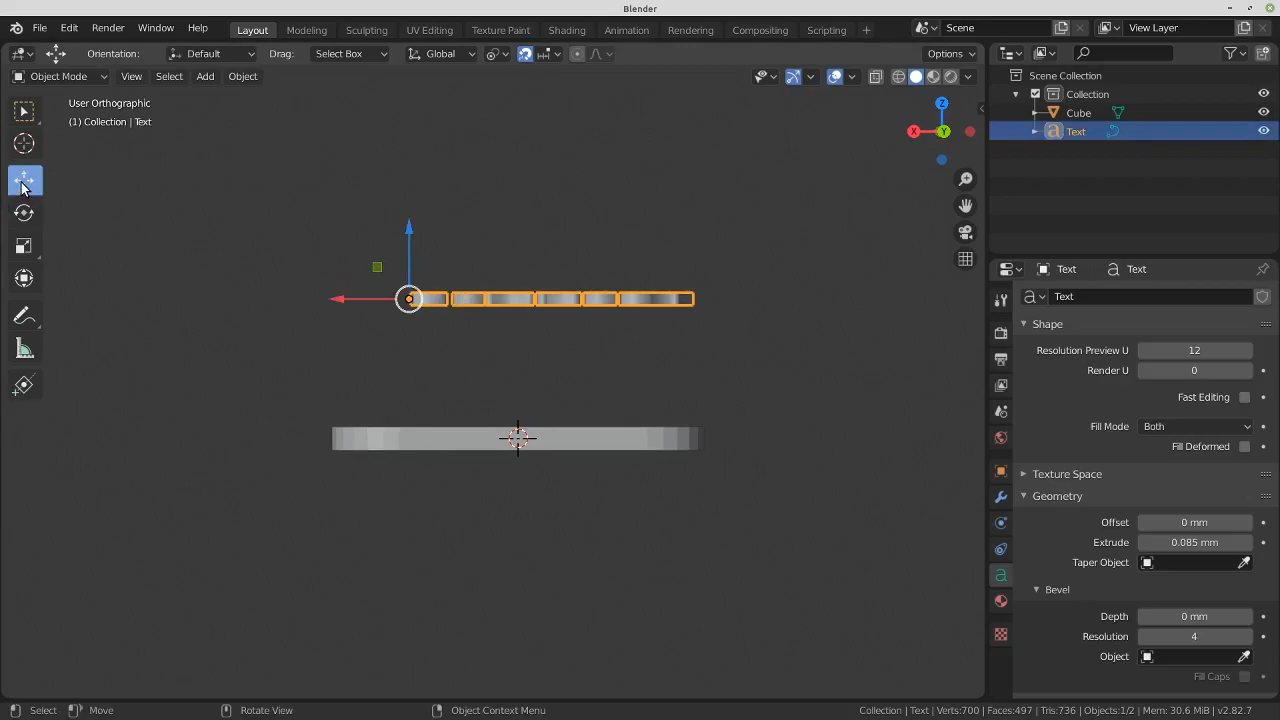 Blender
File Edit Render Window Help Layout Modeling Sculpting UV Editing Texture Paint Shading Animation Rendering Compositing Scripting + Scene View Layer
Orientation: Default Drag: Select Box Global Options
Object Mode View Select Add Object
User Orthographic
(1) Collection | Text
Z
X
Y
Scene Collection
Collection
Cube
Text
Text Text
Text
Shape
Resolution Preview U 12
Render U 0
Fast Editing
Fill Mode Both
Fill Deformed
Texture Space
Geometry
Offset 0 mm
Extrude 0.085 mm
Taper Object
Bevel
Depth 0 mm
Resolution 4
Object
Fill Caps
Select Move Rotate View Object Context Menu Collection | Text | Verts:700 | Faces:497 | Tris:736 | Objects:1/2 | Mem: 30.6 MiB | v2.82.7